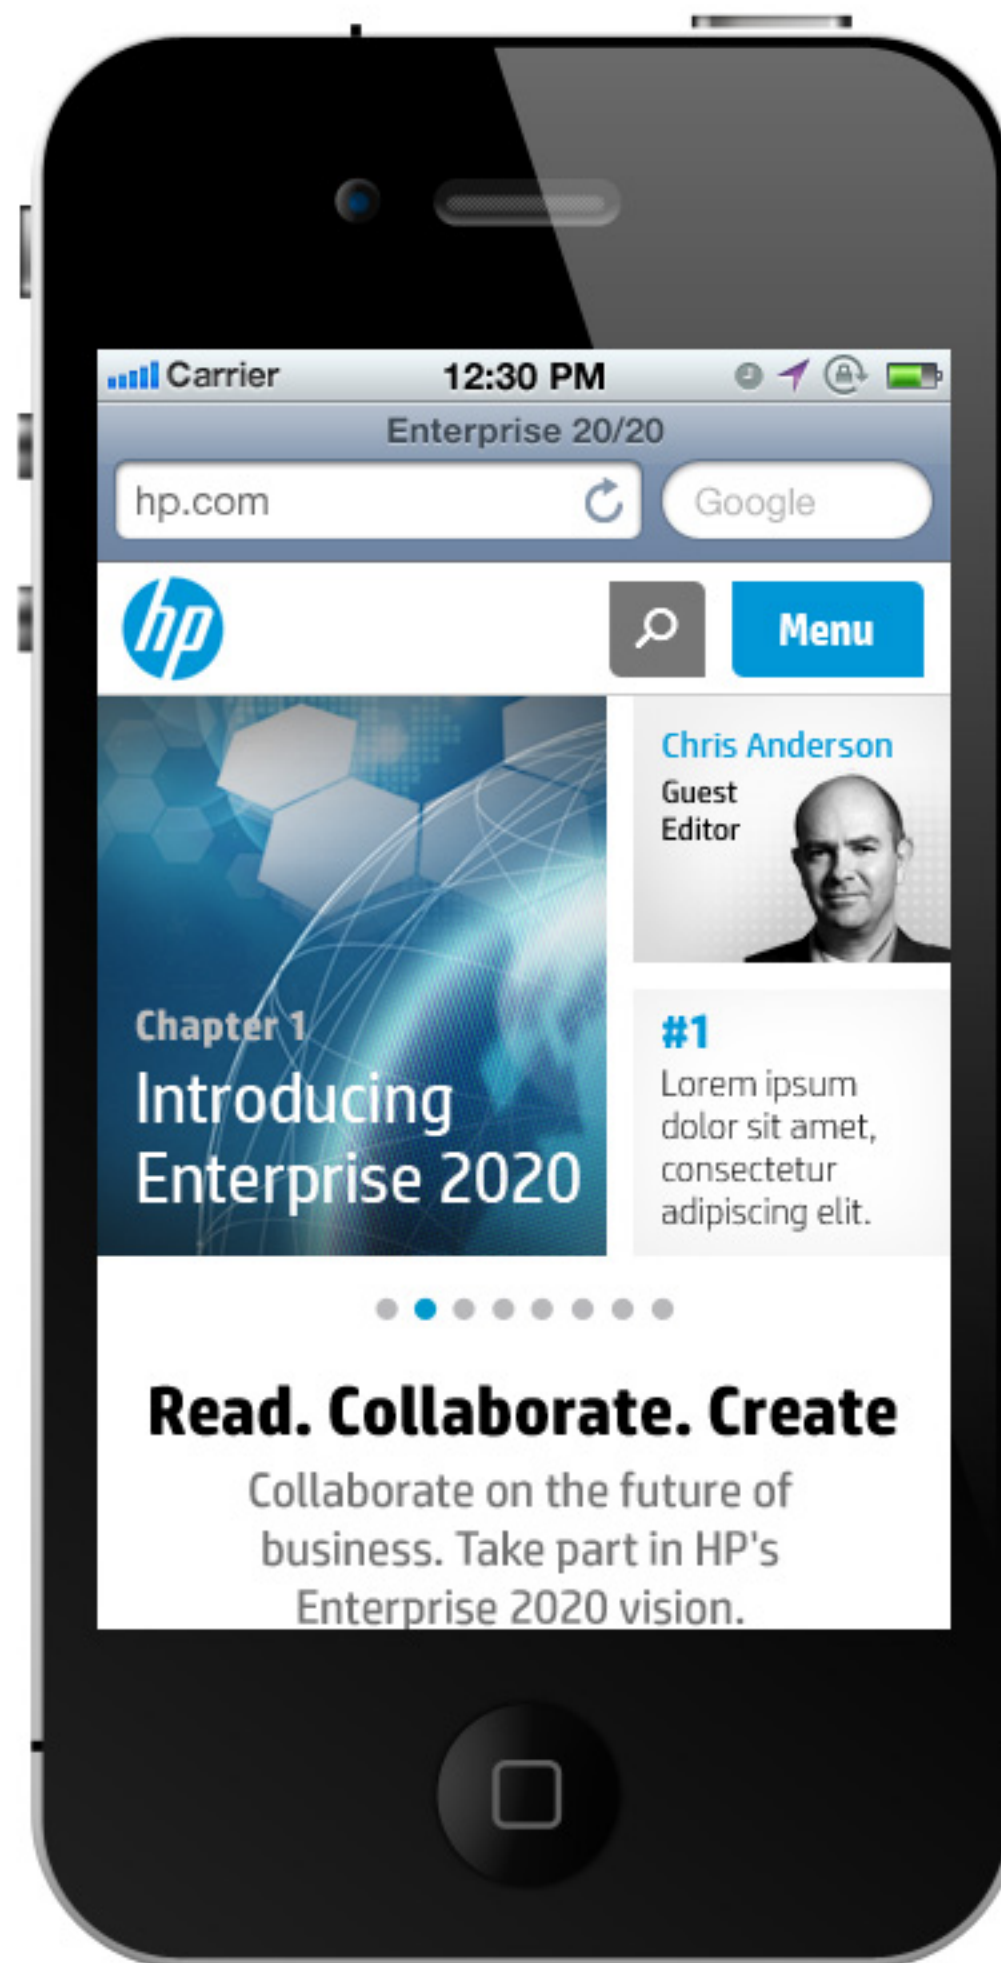 Carrier 12:30 PM
Enterprise 20/20
hp.com Google
hp Menu
Chapter 1
Introducing
Enterprise 2020
Chris Anderson
Guest
Editor
#1
Lorem ipsum
dolor sit amet,
consectetur
adipiscing elit.
Read. Collaborate. Create
Collaborate on the future of
business. Take part in HP's
Enterprise 2020 vision.